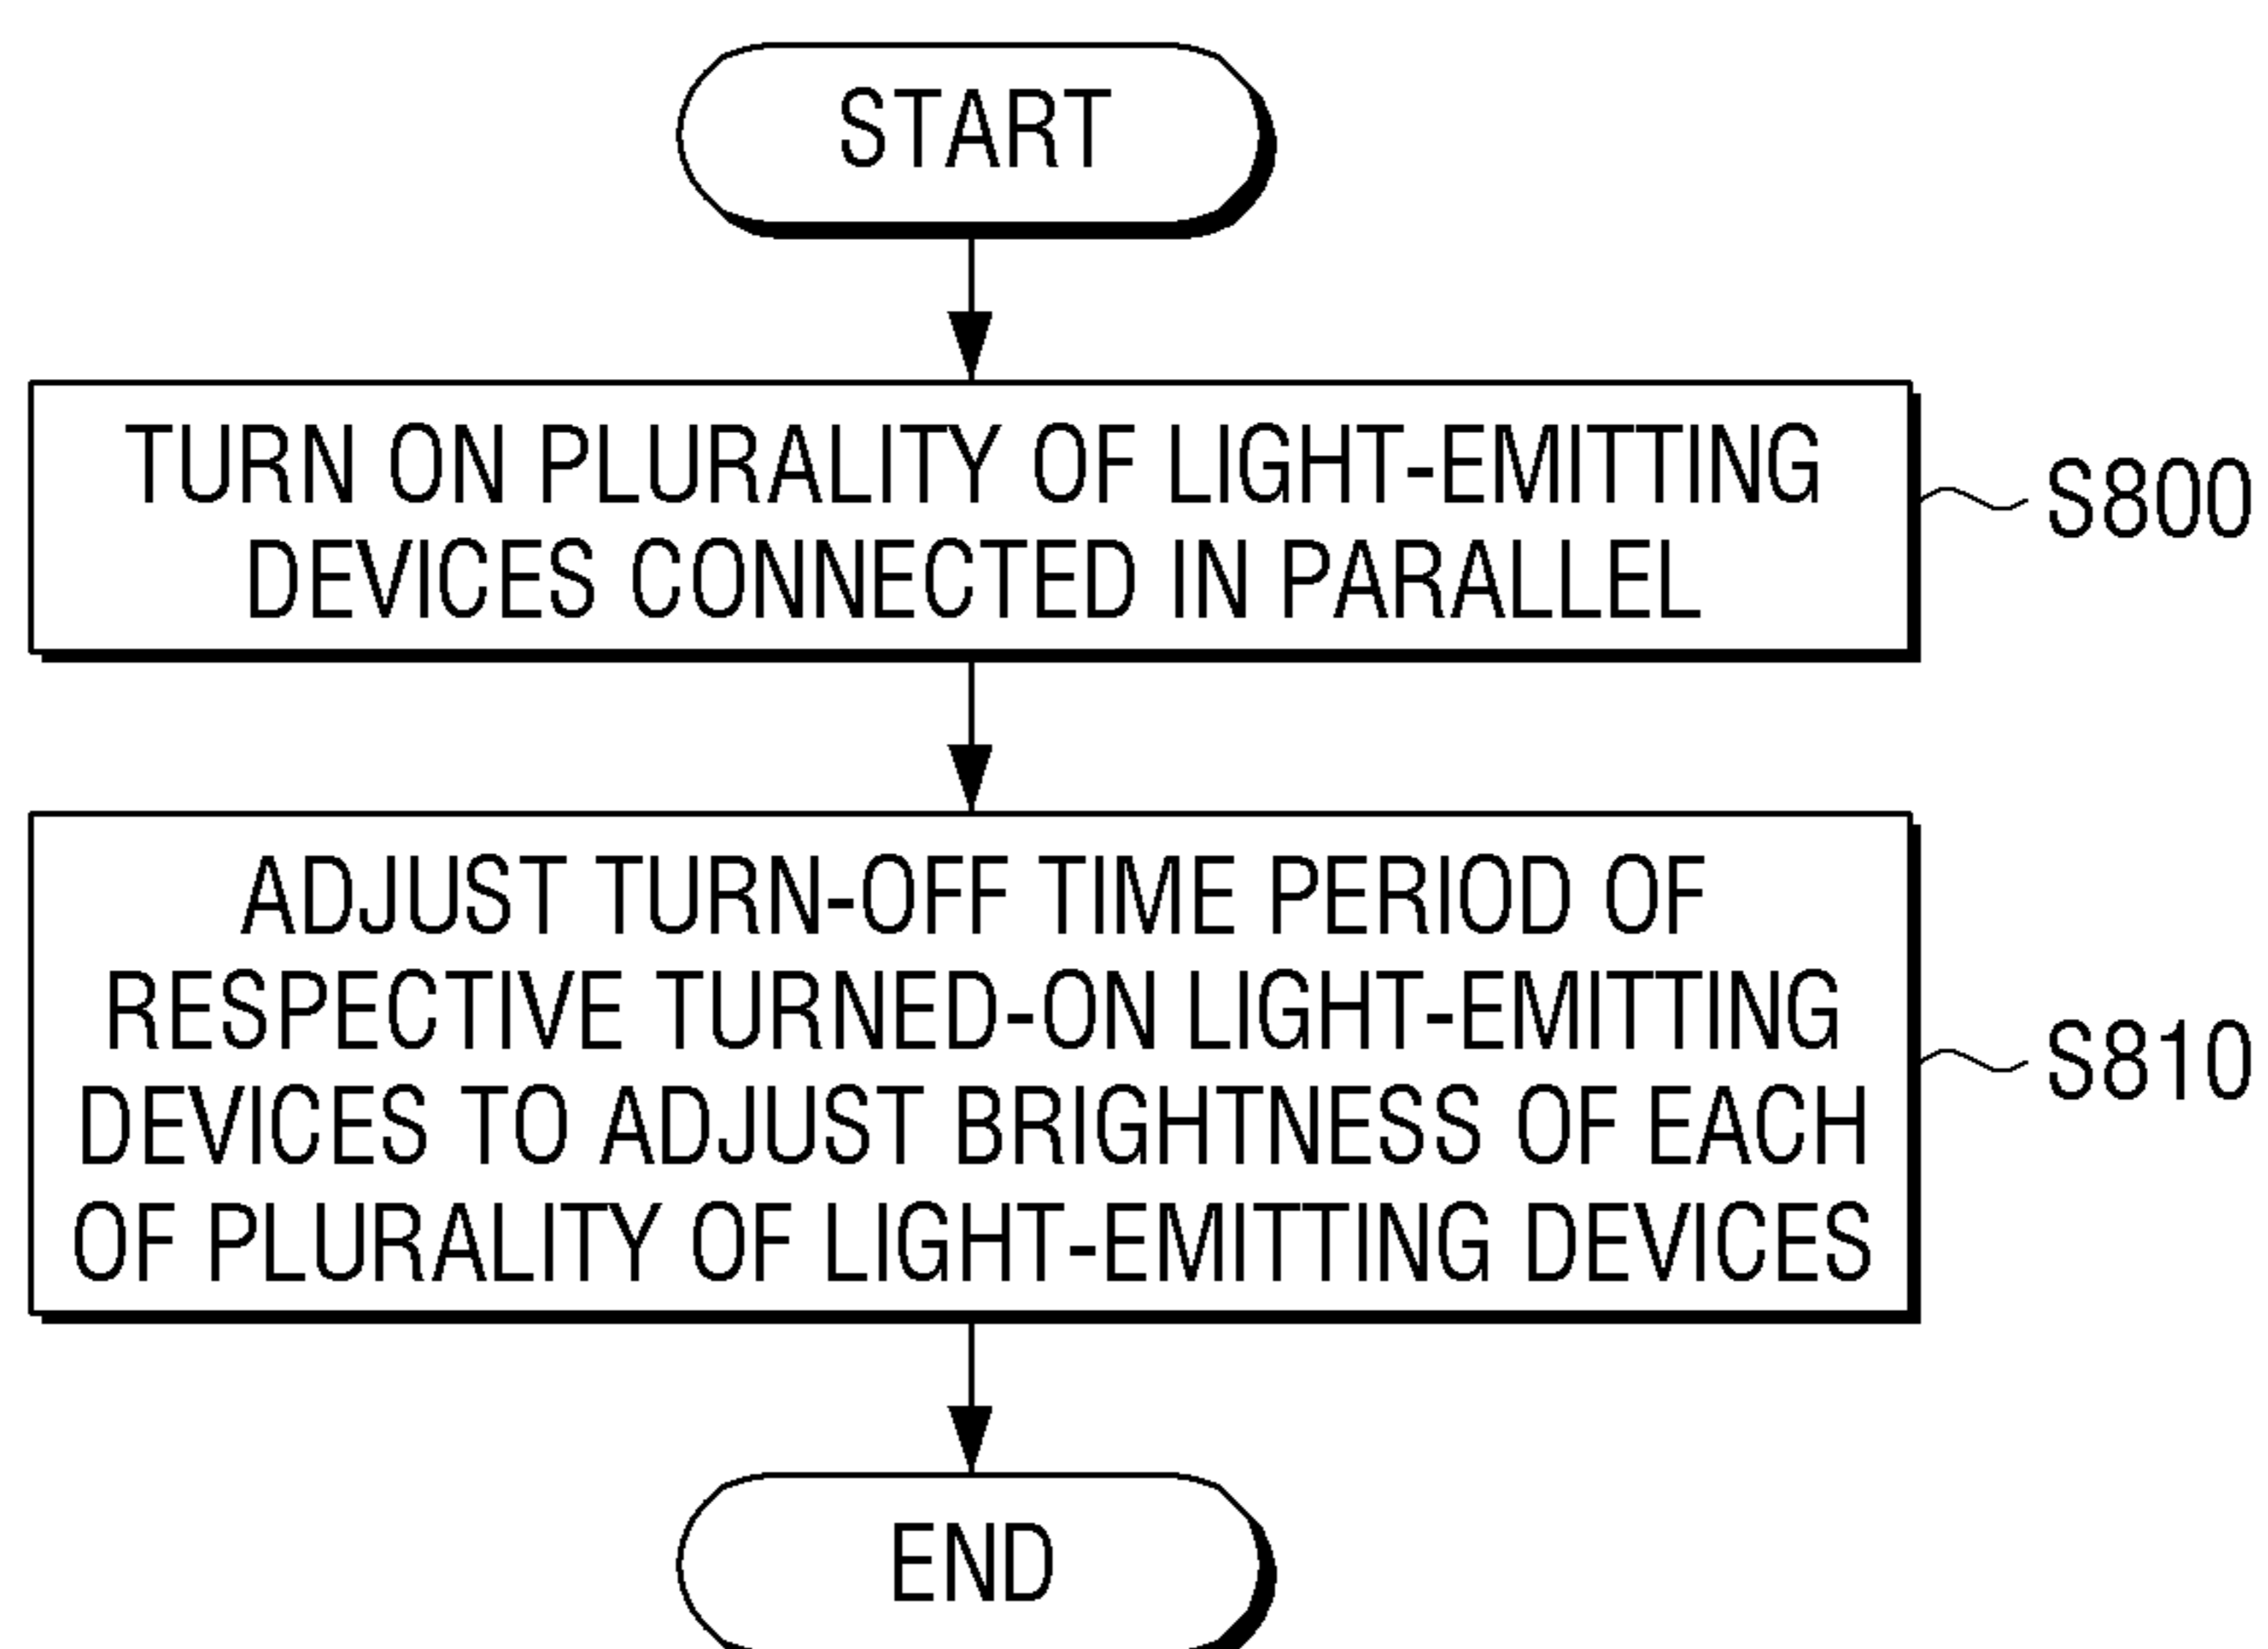 START
TURN ON PLURALITY OF LIGHT-EMITTING
DEVICES CONNECTED IN PARALLEL
S800
ADJUST TURN-OFF TIME PERIOD OF
RESPECTIVE TURNED-ON LIGHT-EMITTING
DEVICES TO ADJUST BRIGHTNESS OF EACH
OF PLURALITY OF LIGHT-EMITTING DEVICES
S810
END